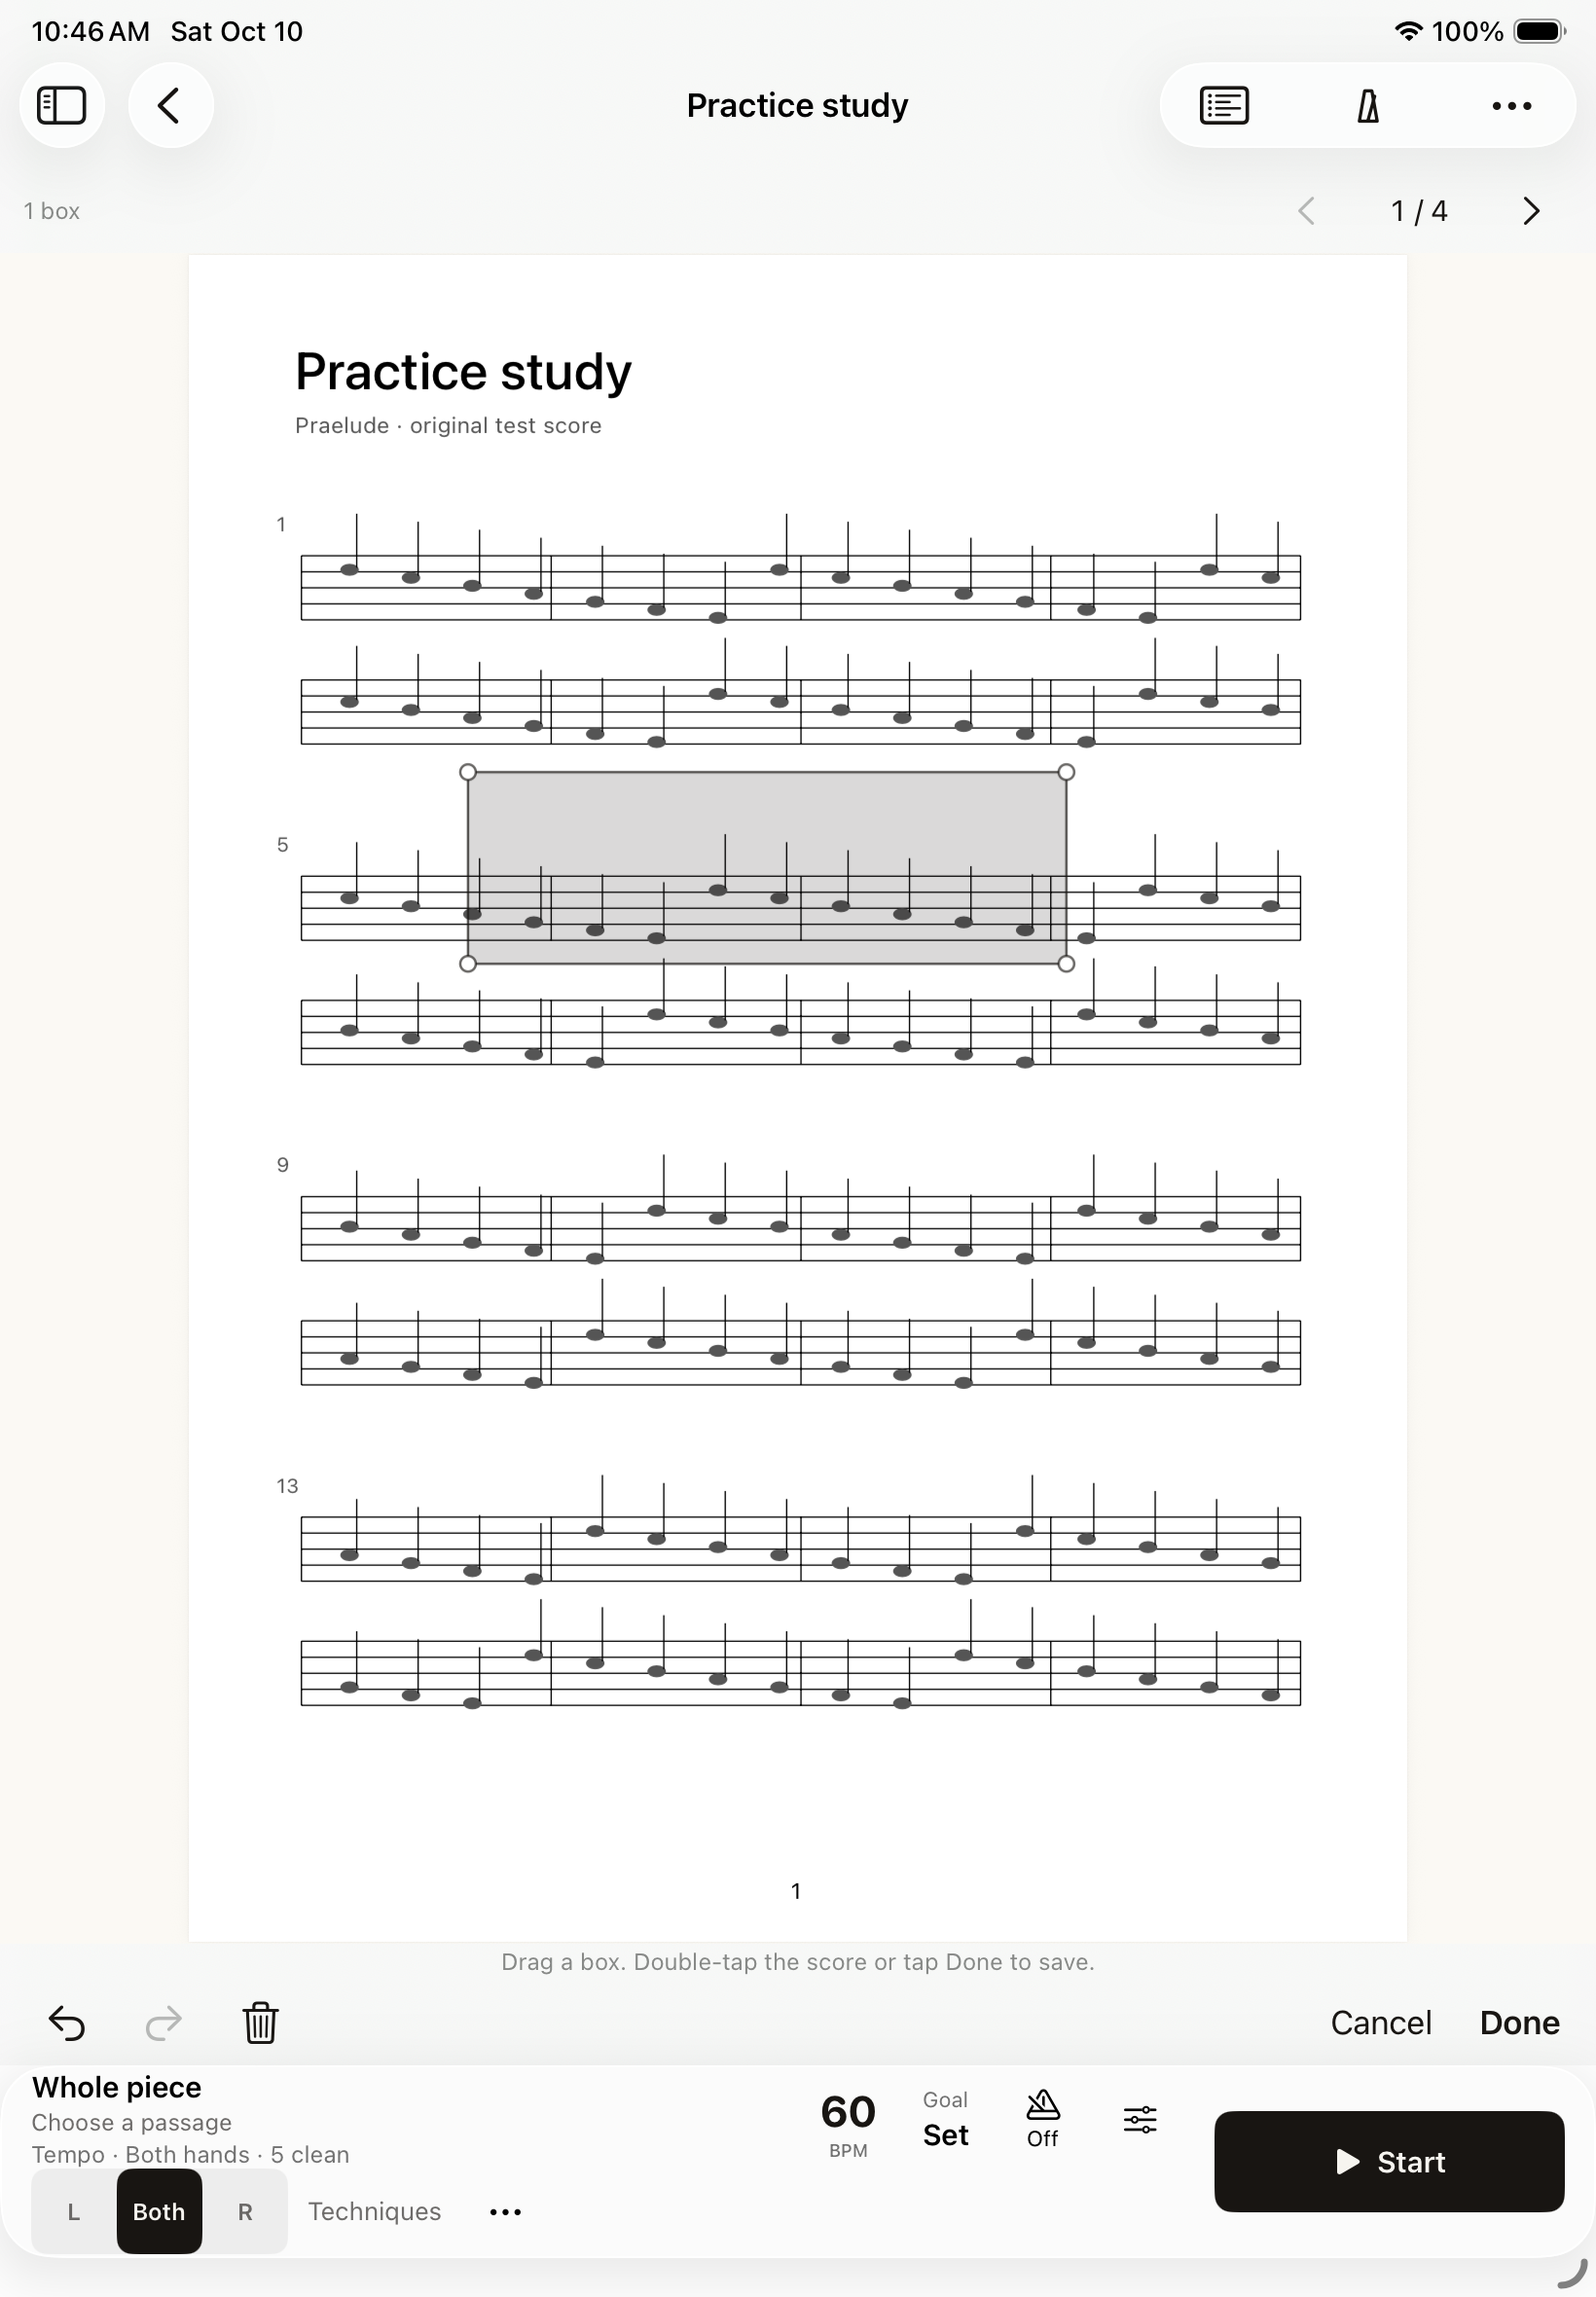 10:46 AM Sat Oct 10
100%
Practice study
1 box
1 / 4
Practice study
Praelude · original test score
1
5
9
13
1
Drag a box. Double-tap the score or tap Done to save.
Cancel
Done
Whole piece
Choose a passage
Tempo · Both hands · 5 clean
L
Both
R
Techniques
60
BPM
Goal
Set
Off
Start